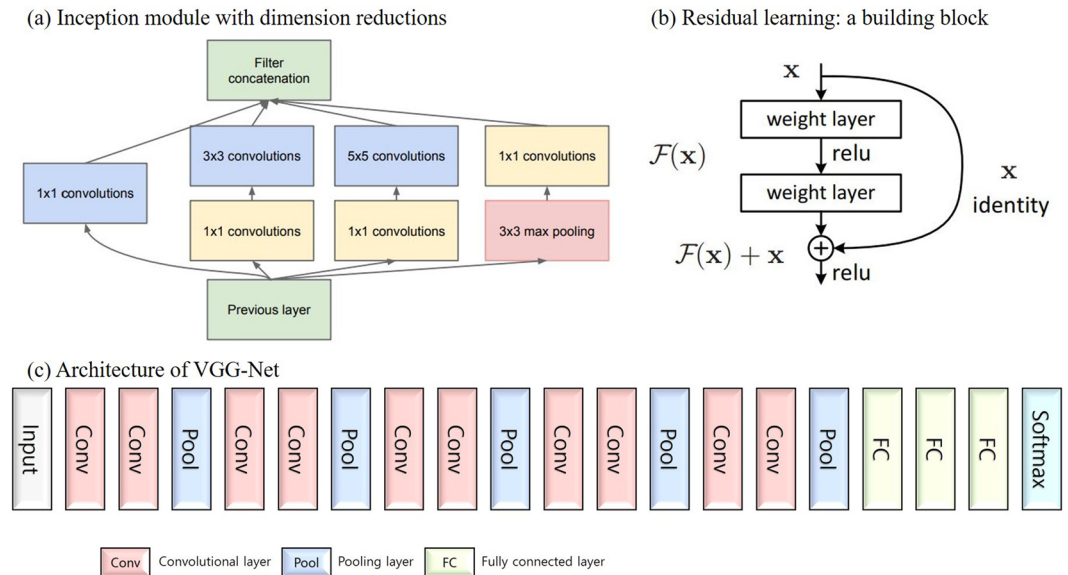 (a) Inception module with dimension reductions
Filter
concatenation
3x3 convolutions
5x5 convolutions
1x1 convolutions
1x1 convolutions
1x1 convolutions
1x1 convolutions
3x3 max pooling
Previous layer
(b) Residual learning: a building block
x
weight layer
F(x)
relu
x
weight layer
identity
F(x) + x
+
relu
(c) Architecture of VGG-Net
Input
Conv
Conv
Pool
Conv
Conv
Pool
Conv
Conv
Pool
Conv
Conv
Pool
Conv
Conv
Pool
FC
FC
FC
Softmax
Conv Convolutional layer
Pool Pooling layer
FC Fully connected layer